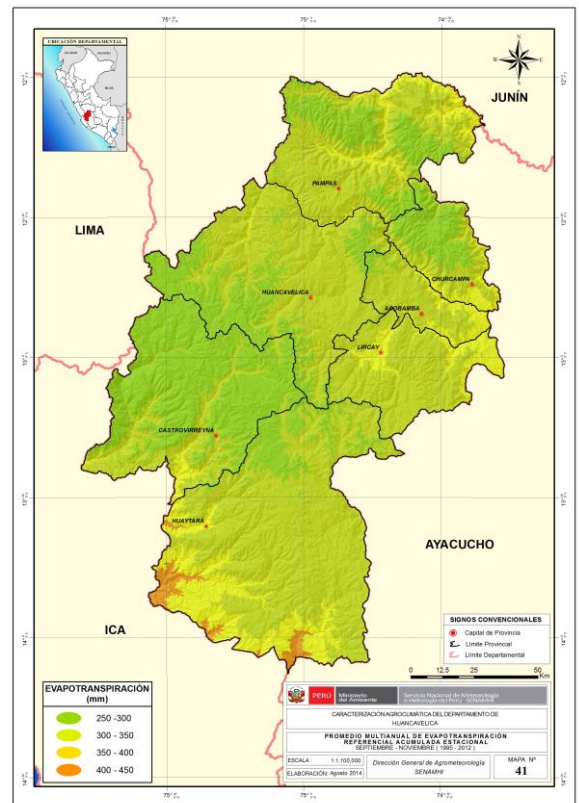 UBICACIÓN DEPARTAMENTAL
JUNÍN
PAMPAS
LIMA
CHURCAMPA
HUANCAVELICA
ACOBAMBA
LIRCAY
CASTROVIRREYNA
HUAYTARA
AYACUCHO
ICA
SIGNOS CONVENCIONALES
Capital de Provincia
Límite Provincial
Límite Departamental
0 12.5 25 50
Km
EVAPOTRANSPIRACIÓN
(mm)
250 -300
300 - 350
350 - 400
400 - 450
PERÚ
Ministerio
del Ambiente
Servicio Nacional de Meteorología
e Hidrología del Perú - SENAMHI
CARACTERIZACIÓN AGROCLIMÁTICA DEL DEPARTAMENTO DE
HUANCAVELICA
PROMEDIO MULTIANUAL DE EVAPOTRANSPIRACIÓN
REFERENCIAL ACUMULADA ESTACIONAL
SEPTIEMBRE - NOVIEMBRE ( 1995 - 2012 )
ESCALA : 1:1,100,000
ELABORACIÓN: Agosto 2014
Dirección General de Agrometeorología
SENAMHI
MAPA Nº
41